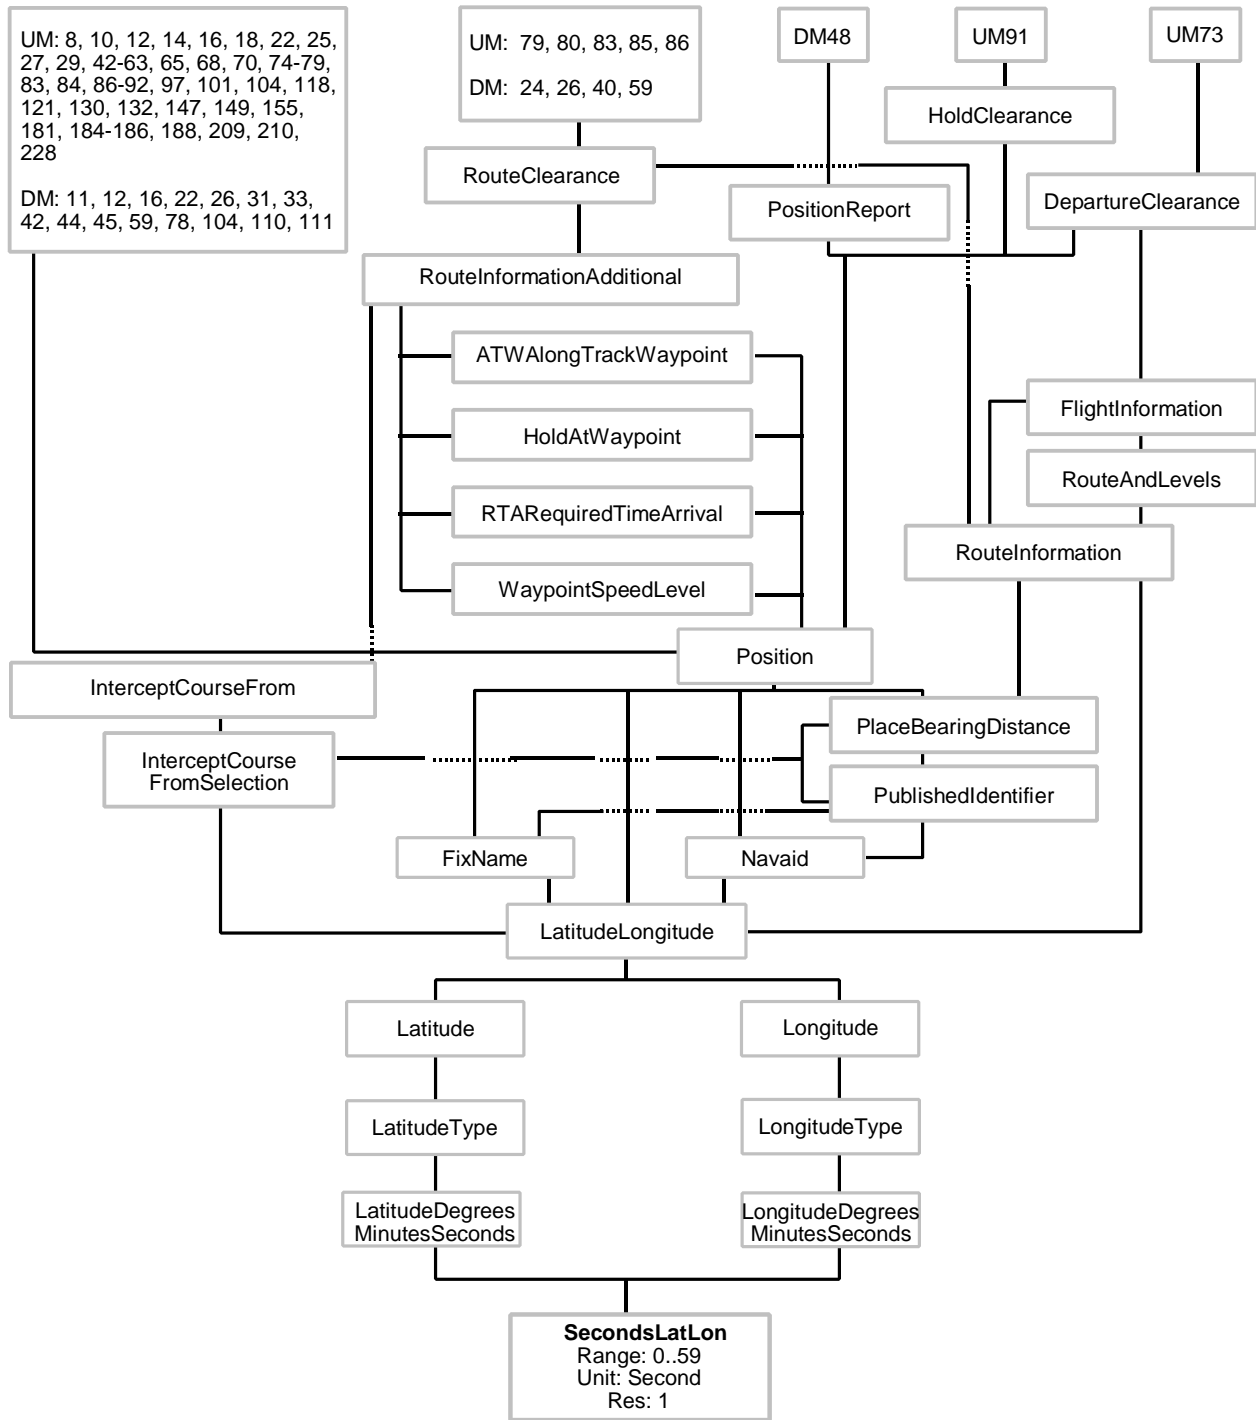 UM: 8, 10, 12, 14, 16, 18, 22, 25,
27, 29, 42-63, 65, 68, 70, 74-79,
83, 84, 86-92, 97, 101, 104, 118,
121, 130, 132, 147, 149, 155,
181, 184-186, 188, 209, 210,
228
DM: 11, 12, 16, 22, 26, 31, 33,
42, 44, 45, 59, 78, 104, 110, 111
UM: 79, 80, 83, 85, 86
DM: 24, 26, 40, 59
DM48
UM91
UM73
HoldClearance
RouteClearance
PositionReport
DepartureClearance
RouteInformationAdditional
ATWAlongTrackWaypoint
FlightInformation
HoldAtWaypoint
RouteAndLevels
RTARequiredTimeArrival
RouteInformation
WaypointSpeedLevel
Position
InterceptCourseFrom
PlaceBearingDistance
InterceptCourse
FromSelection
PublishedIdentifier
FixName
Navaid
LatitudeLongitude
Latitude
Longitude
LatitudeType
LongitudeType
LatitudeDegrees
MinutesSeconds
LongitudeDegrees
MinutesSeconds
SecondsLatLon
Range: 0..59
Unit: Second
Res: 1